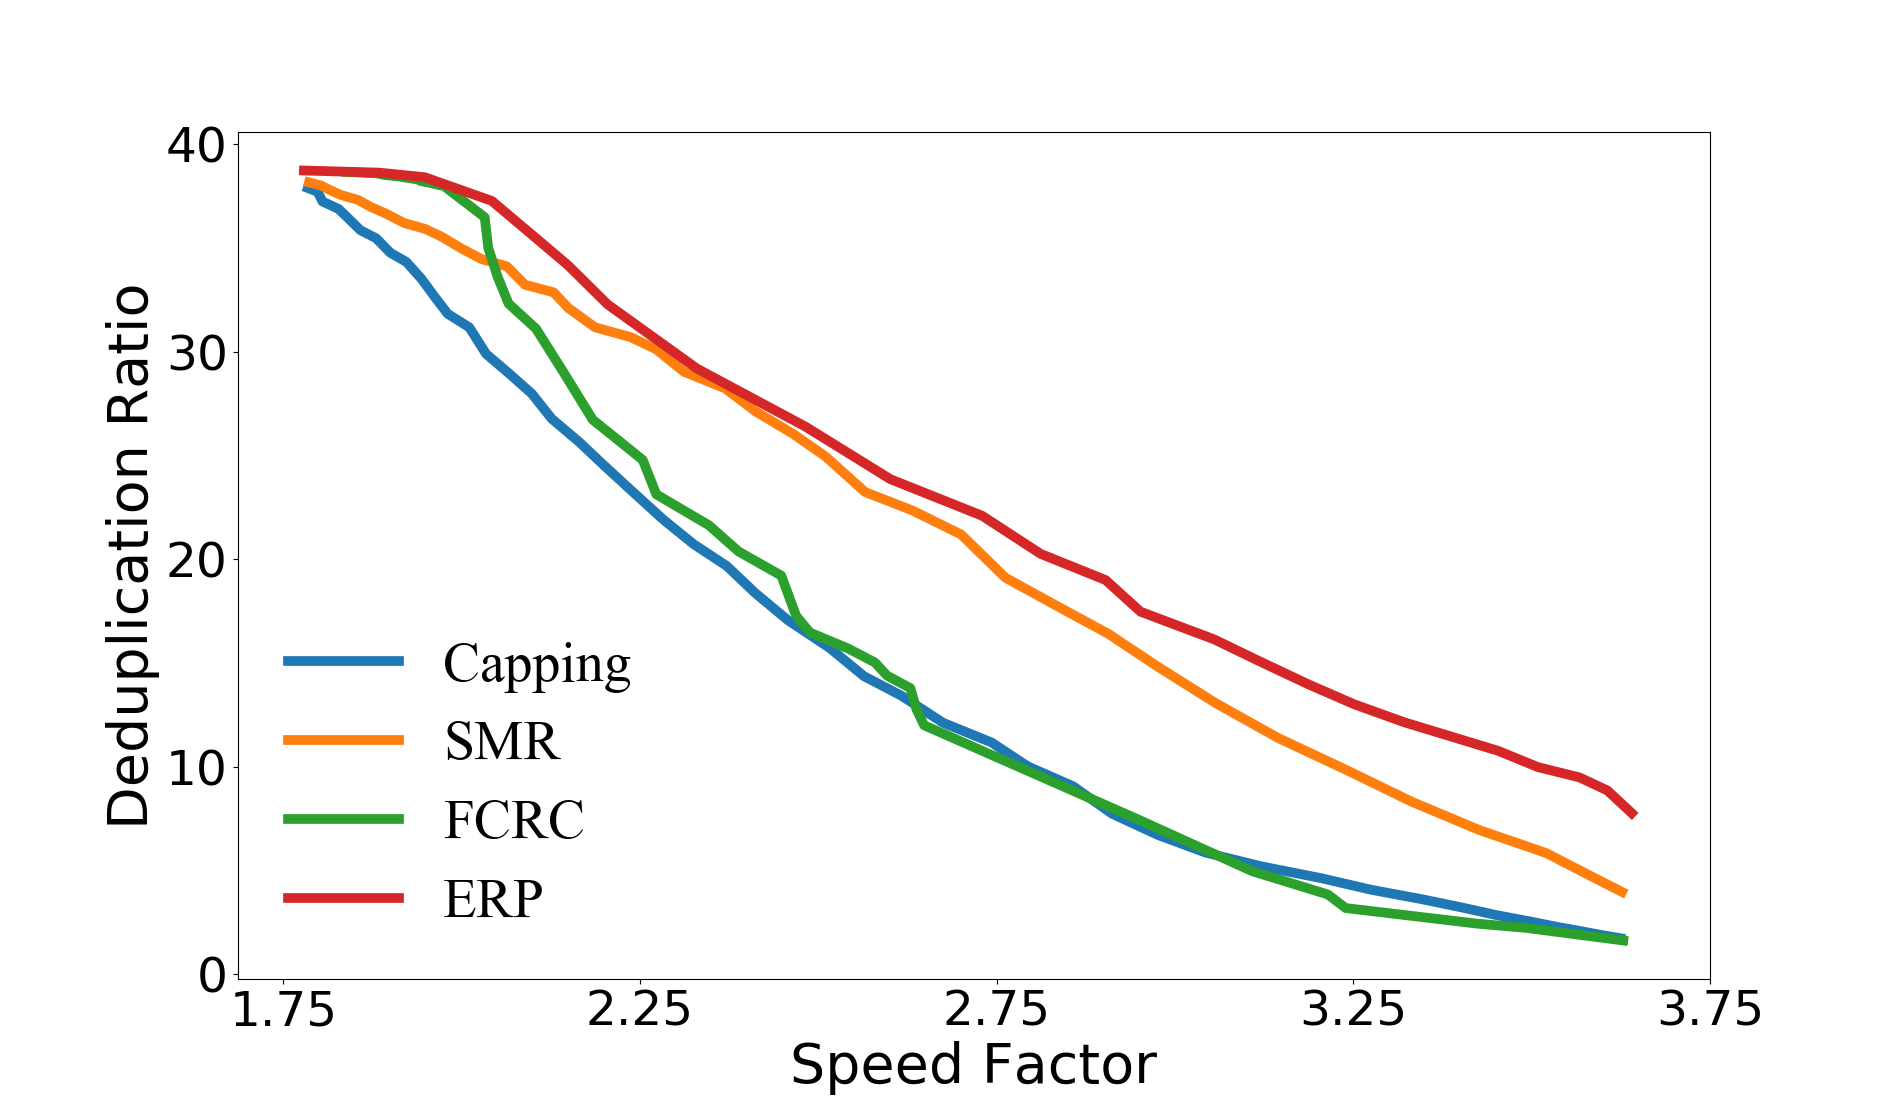 40
30
20
10
0
Deduplication Ratio
Capping
SMR
FCRC
ERP
1.75 2.25 2.75 3.25 3.75
Speed Factor